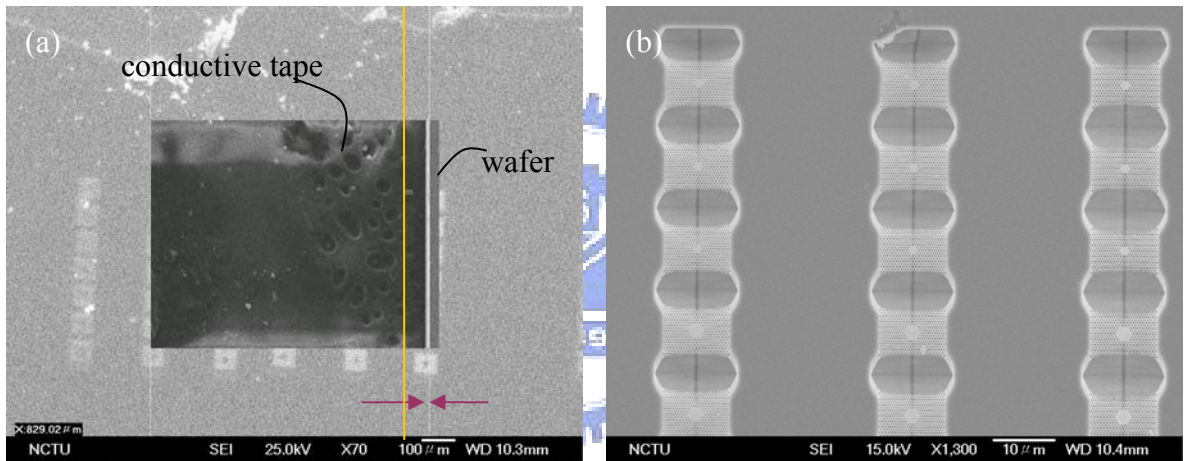 (a)
conductive tape
wafer
X:829.02 μm
NCTU SEI 25.0kV X70 100 μm WD 10.3mm
(b)
NCTU SEI 15.0kV X1,300 10 μm WD 10.4mm